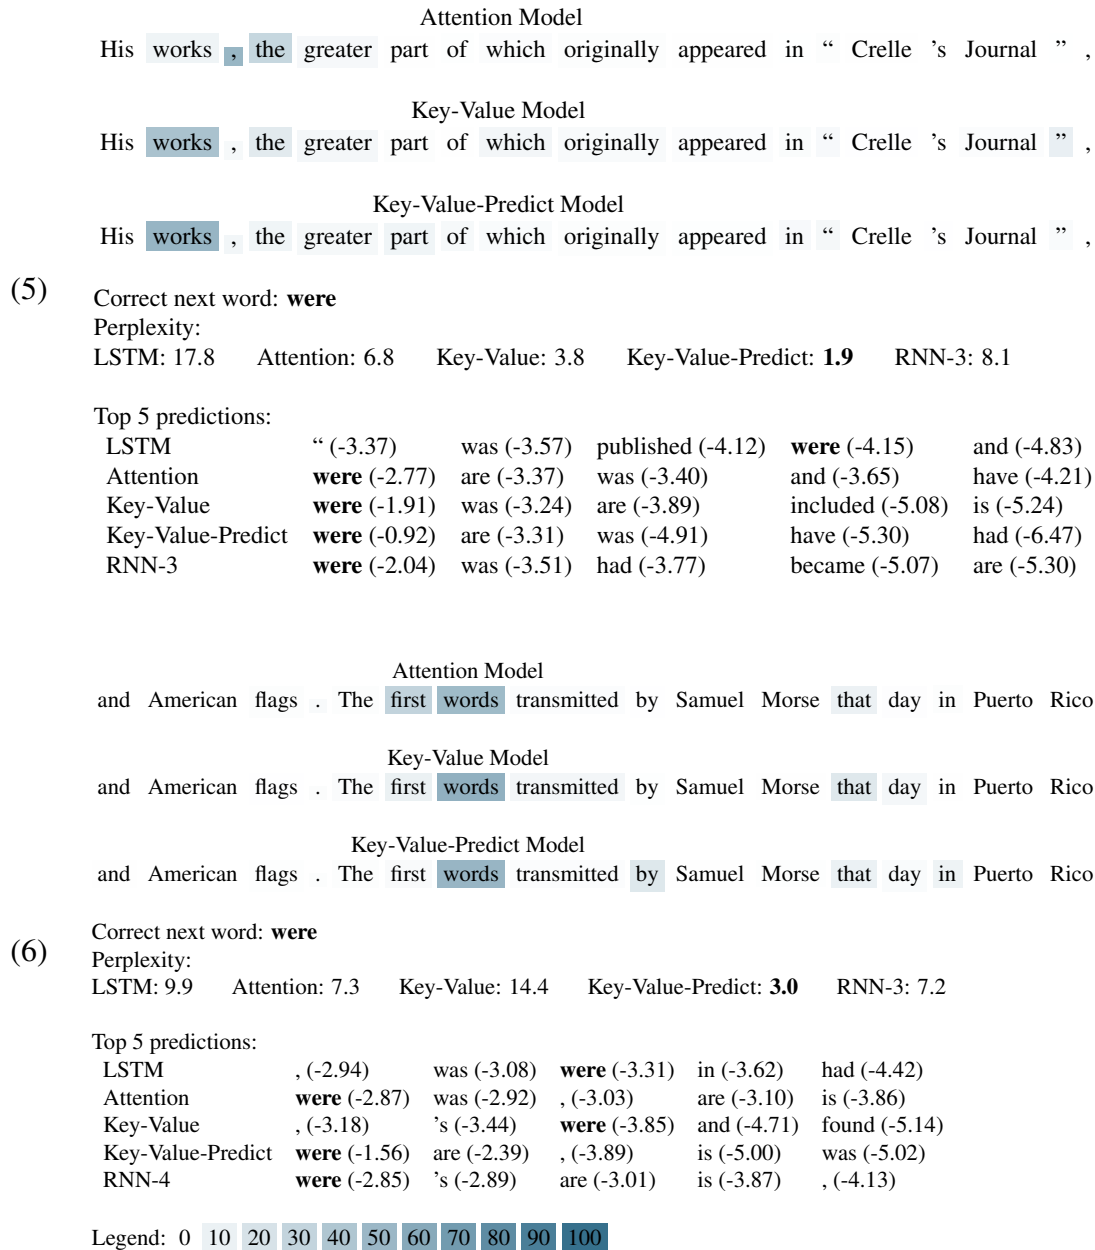 Attention Model
His works , the greater part of which originally appeared in “ Crelle 's Journal ” ,
Key-Value Model
His works , the greater part of which originally appeared in “ Crelle 's Journal ” ,
Key-Value-Predict Model
His works , the greater part of which originally appeared in “ Crelle 's Journal ” ,
(5)
Correct next word: were
Perplexity:
LSTM: 17.8 Attention: 6.8 Key-Value: 3.8 Key-Value-Predict: 1.9 RNN-3: 8.1
Top 5 predictions:
LSTM “ (-3.37) was (-3.57) published (-4.12) were (-4.15) and (-4.83)
Attention were (-2.77) are (-3.37) was (-3.40) and (-3.65) have (-4.21)
Key-Value were (-1.91) was (-3.24) are (-3.89) included (-5.08) is (-5.24)
Key-Value-Predict were (-0.92) are (-3.31) was (-4.91) have (-5.30) had (-6.47)
RNN-3 were (-2.04) was (-3.51) had (-3.77) became (-5.07) are (-5.30)
Attention Model
and American flags . The first words transmitted by Samuel Morse that day in Puerto Rico
Key-Value Model
and American flags . The first words transmitted by Samuel Morse that day in Puerto Rico
Key-Value-Predict Model
and American flags . The first words transmitted by Samuel Morse that day in Puerto Rico
(6)
Correct next word: were
Perplexity:
LSTM: 9.9 Attention: 7.3 Key-Value: 14.4 Key-Value-Predict: 3.0 RNN-3: 7.2
Top 5 predictions:
LSTM , (-2.94) was (-3.08) were (-3.31) in (-3.62) had (-4.42)
Attention were (-2.87) was (-2.92) , (-3.03) are (-3.10) is (-3.86)
Key-Value , (-3.18) 's (-3.44) were (-3.85) and (-4.71) found (-5.14)
Key-Value-Predict were (-1.56) are (-2.39) , (-3.89) is (-5.00) was (-5.02)
RNN-4 were (-2.85) 's (-2.89) are (-3.01) is (-3.87) , (-4.13)
Legend: 0 10 20 30 40 50 60 70 80 90 100